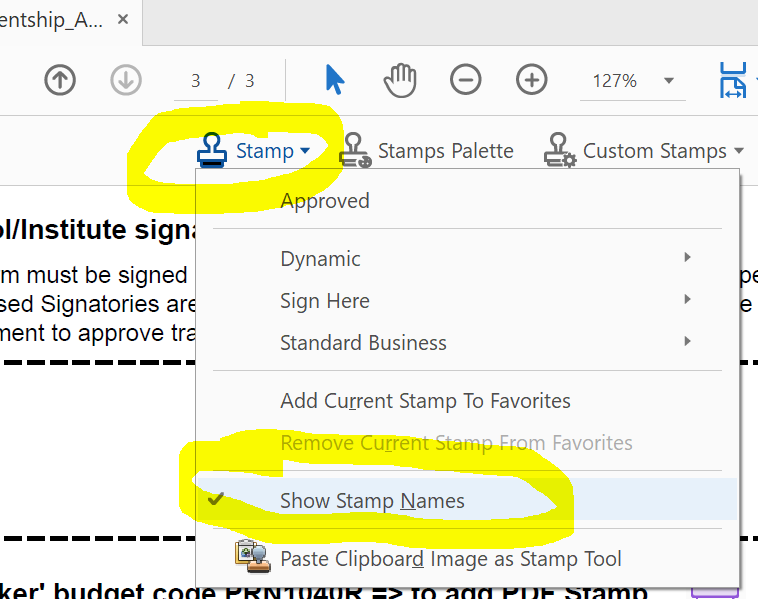 entship_A... ×
3 / 3 127%
Stamp Stamps Palette Custom Stamps
Approved
ol/Institute signa
Dynamic
rm must be signed
Sign Here
sed Signatories are
ment to approve tra
Standard Business
Add Current Stamp To Favorites
Remove Current Stamp From Favorites
Show Stamp Names
Paste Clipboard Image as Stamp Tool
ker' budget code PRN1040R => to add PDF Stamp